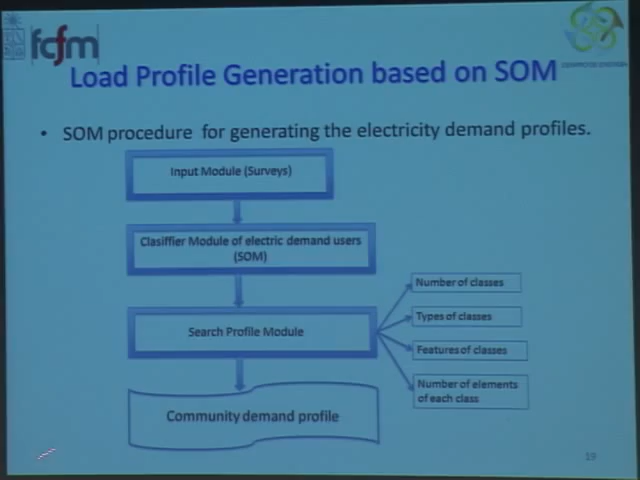 fcfm
Load Profile Generation based on SOM
• SOM procedure for generating the electricity demand profiles.
Input Module (Surveys)
Clasiffier Module of electric demand users
(SOM)
Search Profile Module
Number of classes
Types of classes
Features of classes
Number of elements
of each class
Community demand profile
19